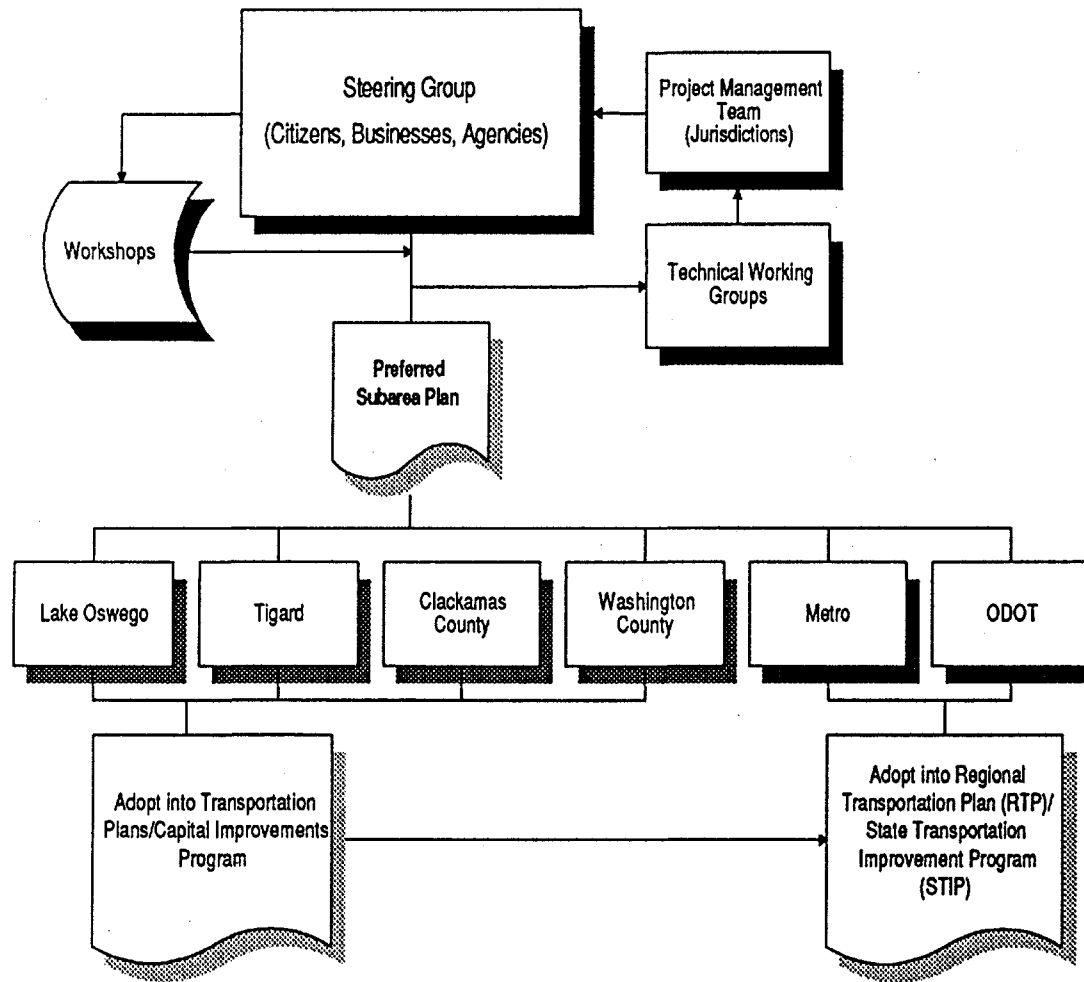 Steering Group
(Citizens, Businesses, Agencies)
Project Management
Team
(Jurisdictions)
Workshops
Technical Working
Groups
Preferred
Subarea Plan
Lake Oswego
Tigard
Clackamas
County
Washington
County
Metro
ODOT
Adopt into Transportation
Plans/Capital Improvements
Program
Adopt into Regional
Transportation Plan (RTP)/
State Transportation
Improvement Program
(STIP)